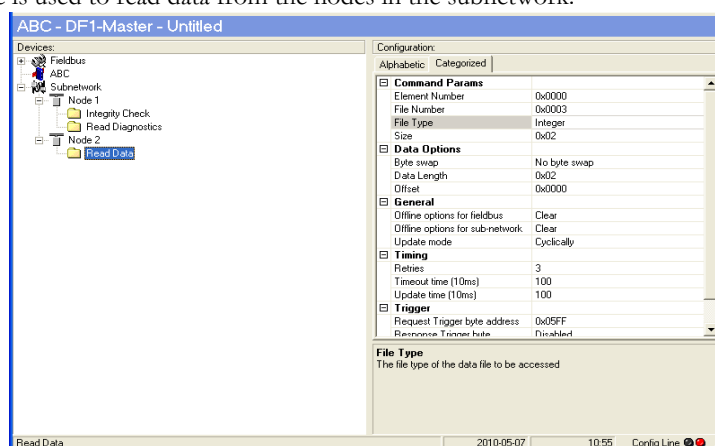 e is used to read data from the nodes in the subnetwork.
ABC - DF1-Master - Untitled
Devices:
Fieldbus
ABC
Subnetwork
Node 1
Integrity Check
Read Diagnostics
Node 2
Read Data
Configuration:
Alphabetic Categorized
Command Params
Element Number 0x0000
File Number 0x0003
File Type Integer
Size 0x02
Data Options
Byte swap No byte swap
Data Length 0x02
Offset 0x0000
General
Offline options for fieldbus Clear
Offline options for sub-network Clear
Update mode Cyclically
Timing
Retries 3
Timeout time (10ms) 100
Update time (10ms) 100
Trigger
Request Trigger byte address 0x05FF
Response Trigger byte Disabled
File Type
The file type of the data file to be accessed
Read Data 2010-05-07 10:55 Config Line